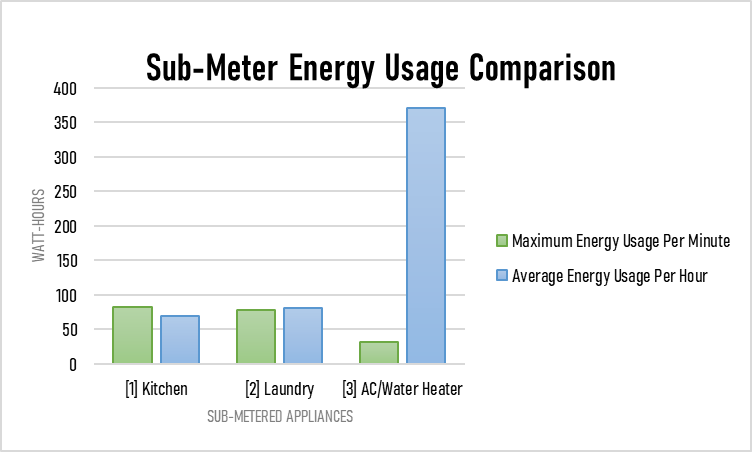 Sub-Meter Energy Usage Comparison
400
350
300
250
200
150
100
50
0
WATT-HOURS
[1] Kitchen
[2] Laundry
[3] AC/Water Heater
SUB-METERED APPLIANCES
Maximum Energy Usage Per Minute
Average Energy Usage Per Hour